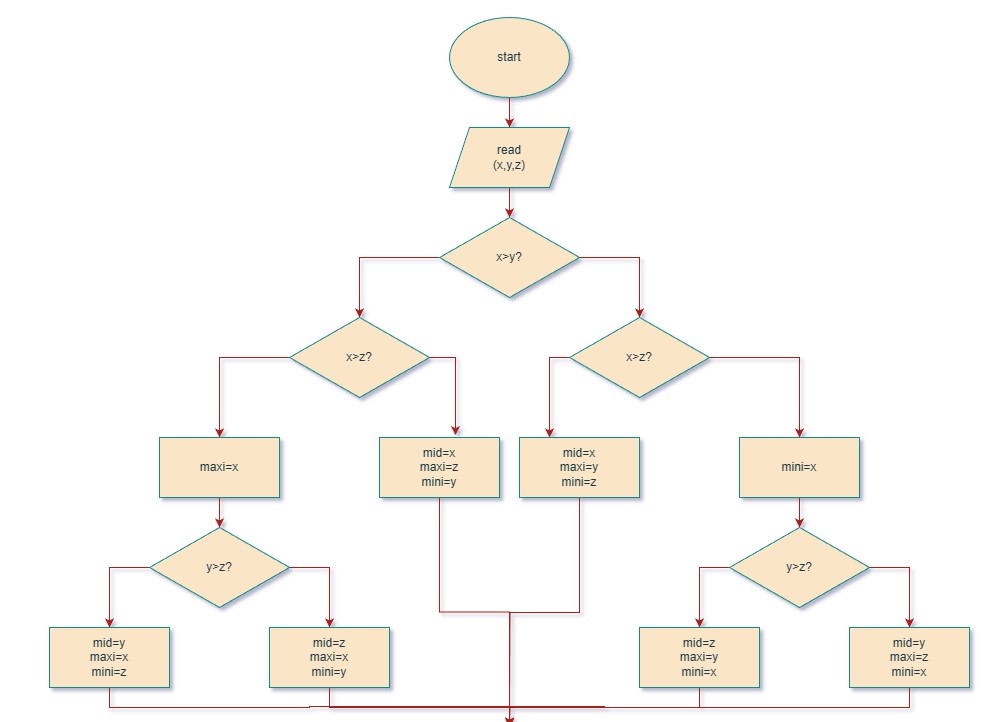 start
read
(x,y,z)
x>y?
x>z?
x>z?
maxi=x
mid=x
maxi=z
mini=y
mid=x
maxi=y
mini=z
mini=x
y>z?
y>z?
mid=y
maxi=x
mini=z
mid=z
maxi=x
mini=y
mid=z
maxi=y
mini=x
mid=y
maxi=z
mini=x